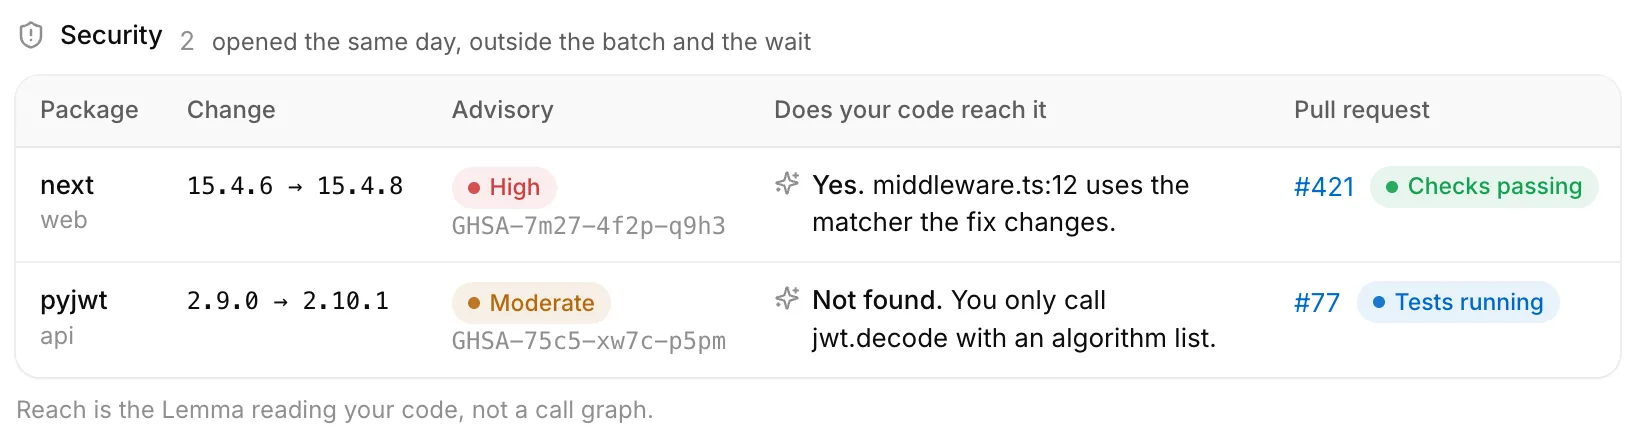 Security 2 opened the same day, outside the batch and the wait
Package Change Advisory Does your code reach it Pull request
next 15.4.6 → 15.4.8 High Yes. middleware.ts:12 uses the #421 Checks passing
web GHSA-7m27-4f2p-q9h3 matcher the fix changes.
pyjwt 2.9.0 → 2.10.1 Moderate Not found. You only call #77 Tests running
api GHSA-75c5-xw7c-p5pm jwt.decode with an algorithm list.
Reach is the Lemma reading your code, not a call graph.